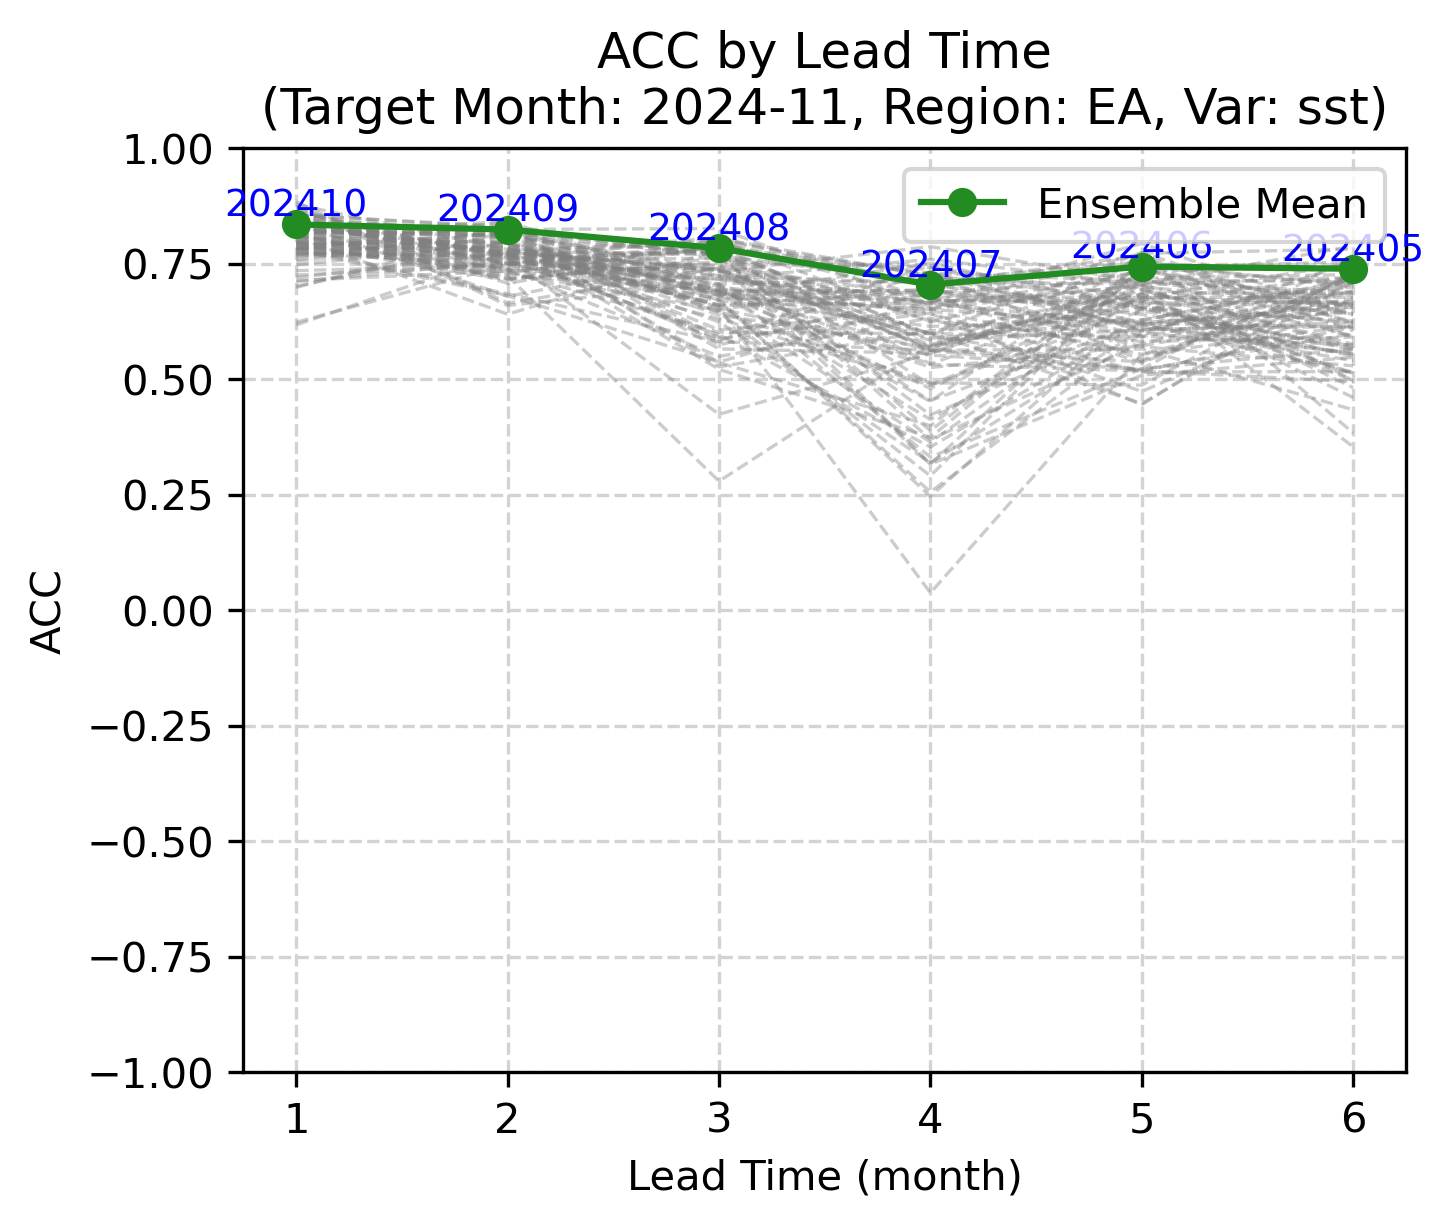 ACC by Lead Time
(Target Month: 2024-11, Region: EA, Var: sst)
1.00
0.75
0.50
0.25
0.00
−0.25
−0.50
−0.75
−1.00
ACC
Ensemble Mean
202410
202409
202408
202407
202406
202405
1 2 3 4 5 6
Lead Time (month)